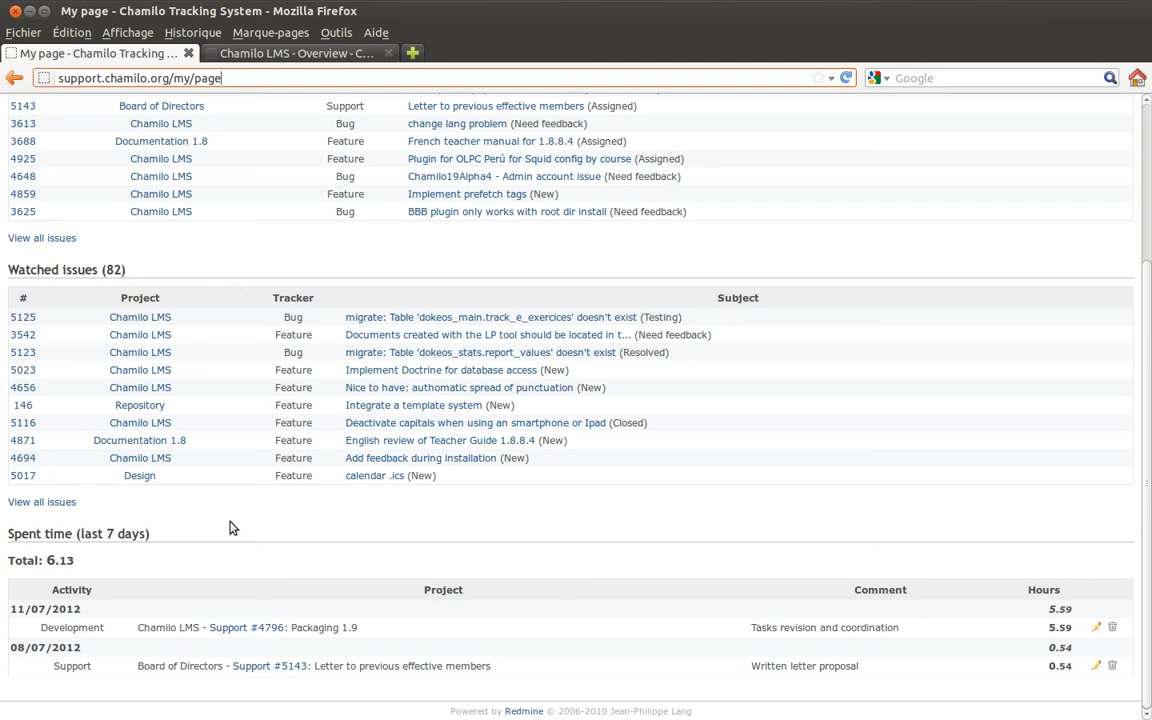 My page - Chamilo Tracking System - Mozilla Firefox
Fichier Édition Affichage Historique Marque-pages Outils Aide
My page - Chamilo Tracking ... Chamilo LMS - Overview - C...
support.chamilo.org/my/page Google
5143 Board of Directors Support Letter to previous effective members (Assigned)
3613 Chamilo LMS Bug change lang problem (Need feedback)
3688 Documentation 1.8 Feature French teacher manual for 1.8.8.4 (Assigned)
4925 Chamilo LMS Feature Plugin for OLPC Perú for Squid config by course (Assigned)
4648 Chamilo LMS Bug Chamilo19Alpha4 - Admin account issue (Need feedback)
4859 Chamilo LMS Feature Implement prefetch tags (New)
3625 Chamilo LMS Bug BBB plugin only works with root dir install (Need feedback)
View all issues
Watched issues (82)
# Project Tracker Subject
5125 Chamilo LMS Bug migrate: Table 'dokeos_main.track_e_exercices' doesn't exist (Testing)
3542 Chamilo LMS Feature Documents created with the LP tool should be located in t... (Need feedback)
5123 Chamilo LMS Bug migrate: Table 'dokeos_stats.report_values' doesn't exist (Resolved)
5023 Chamilo LMS Feature Implement Doctrine for database access (New)
4656 Chamilo LMS Feature Nice to have: authomatic spread of punctuation (New)
146 Repository Feature Integrate a template system (New)
5116 Chamilo LMS Feature Deactivate capitals when using an smartphone or Ipad (Closed)
4871 Documentation 1.8 Feature English review of Teacher Guide 1.8.8.4 (New)
4694 Chamilo LMS Feature Add feedback during installation (New)
5017 Design Feature calendar .ics (New)
View all issues
Spent time (last 7 days)
Total: 6.13
Activity Project Comment Hours
11/07/2012 5.59
Development Chamilo LMS - Support #4796: Packaging 1.9 Tasks revision and coordination 5.59
08/07/2012 0.54
Support Board of Directors - Support #5143: Letter to previous effective members Written letter proposal 0.54
Powered by Redmine © 2006-2010 Jean-Philippe Lang